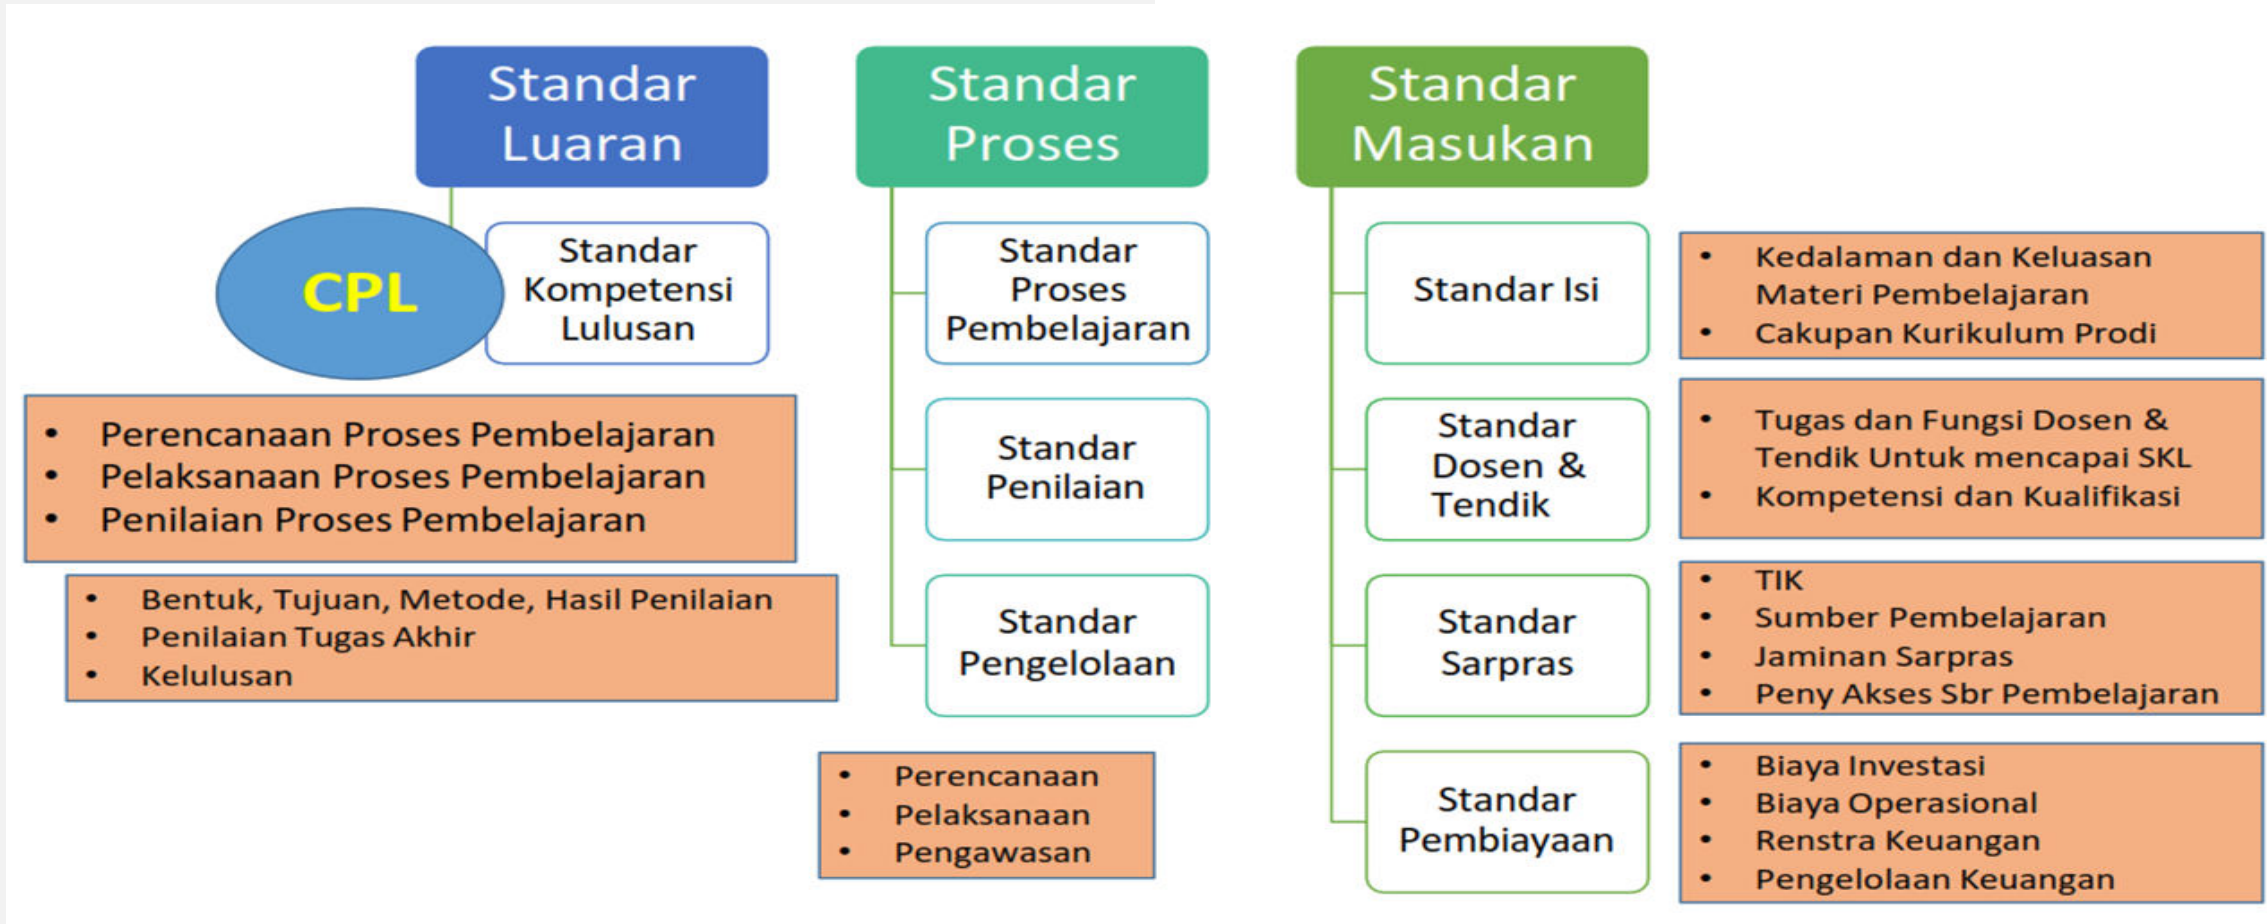 Standar
Luaran
Standar
Proses
Standar
Masukan
CPL
Standar
Kompetensi
Lulusan
Standar
Proses
Pembelajaran
Standar Isi
• Kedalaman dan Keluasan
Materi Pembelajaran
• Cakupan Kurikulum Prodi
• Perencanaan Proses Pembelajaran
• Pelaksanaan Proses Pembelajaran
• Penilaian Proses Pembelajaran
Standar
Penilaian
Standar
Dosen &
Tendik
• Tugas dan Fungsi Dosen &
Tendik Untuk mencapai SKL
• Kompetensi dan Kualifikasi
• Bentuk, Tujuan, Metode, Hasil Penilaian
• Penilaian Tugas Akhir
• Kelulusan
Standar
Pengelolaan
Standar
Sarpras
• TIK
• Sumber Pembelajaran
• Jaminan Sarpras
• Peny Akses Sbr Pembelajaran
• Perencanaan
• Pelaksanaan
• Pengawasan
Standar
Pembiayaan
• Biaya Investasi
• Biaya Operasional
• Renstra Keuangan
• Pengelolaan Keuangan